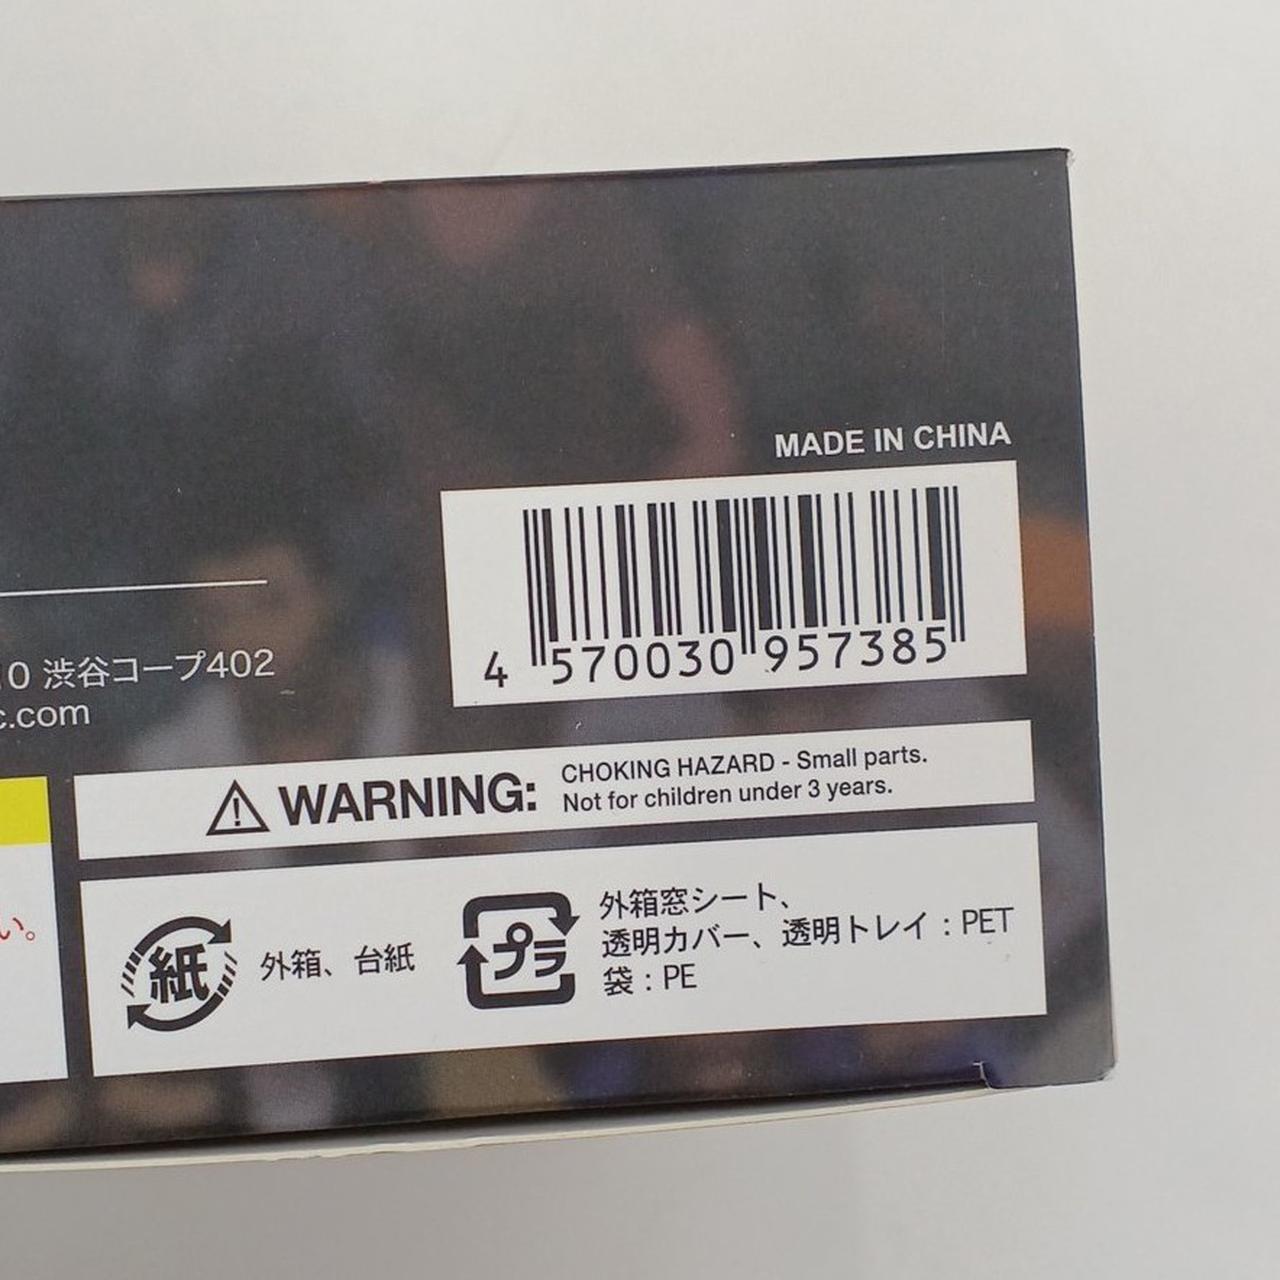 MADE IN CHINA
4 570030 957385
10 渋谷コープ402
c.com
⚠ WARNING: CHOKING HAZARD - Small parts.
Not for children under 3 years.
い。
紙 外箱、台紙
プラ 外箱窓シート、
透明カバー、透明トレイ : PET
袋 : PE